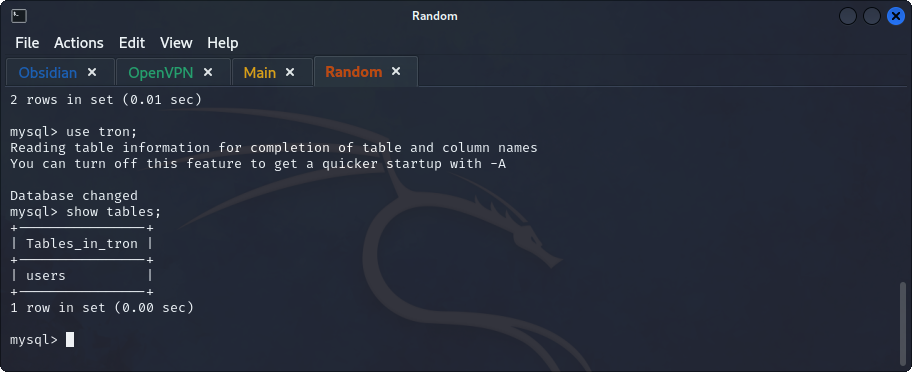 Random
File Actions Edit View Help
Obsidian × OpenVPN × Main × Random ×
2 rows in set (0.01 sec)
mysql> use tron;
Reading table information for completion of table and column names
You can turn off this feature to get a quicker startup with -A
Database changed
mysql> show tables;
+----------------+
| Tables_in_tron |
+----------------+
| users          |
+----------------+
1 row in set (0.00 sec)
mysql>